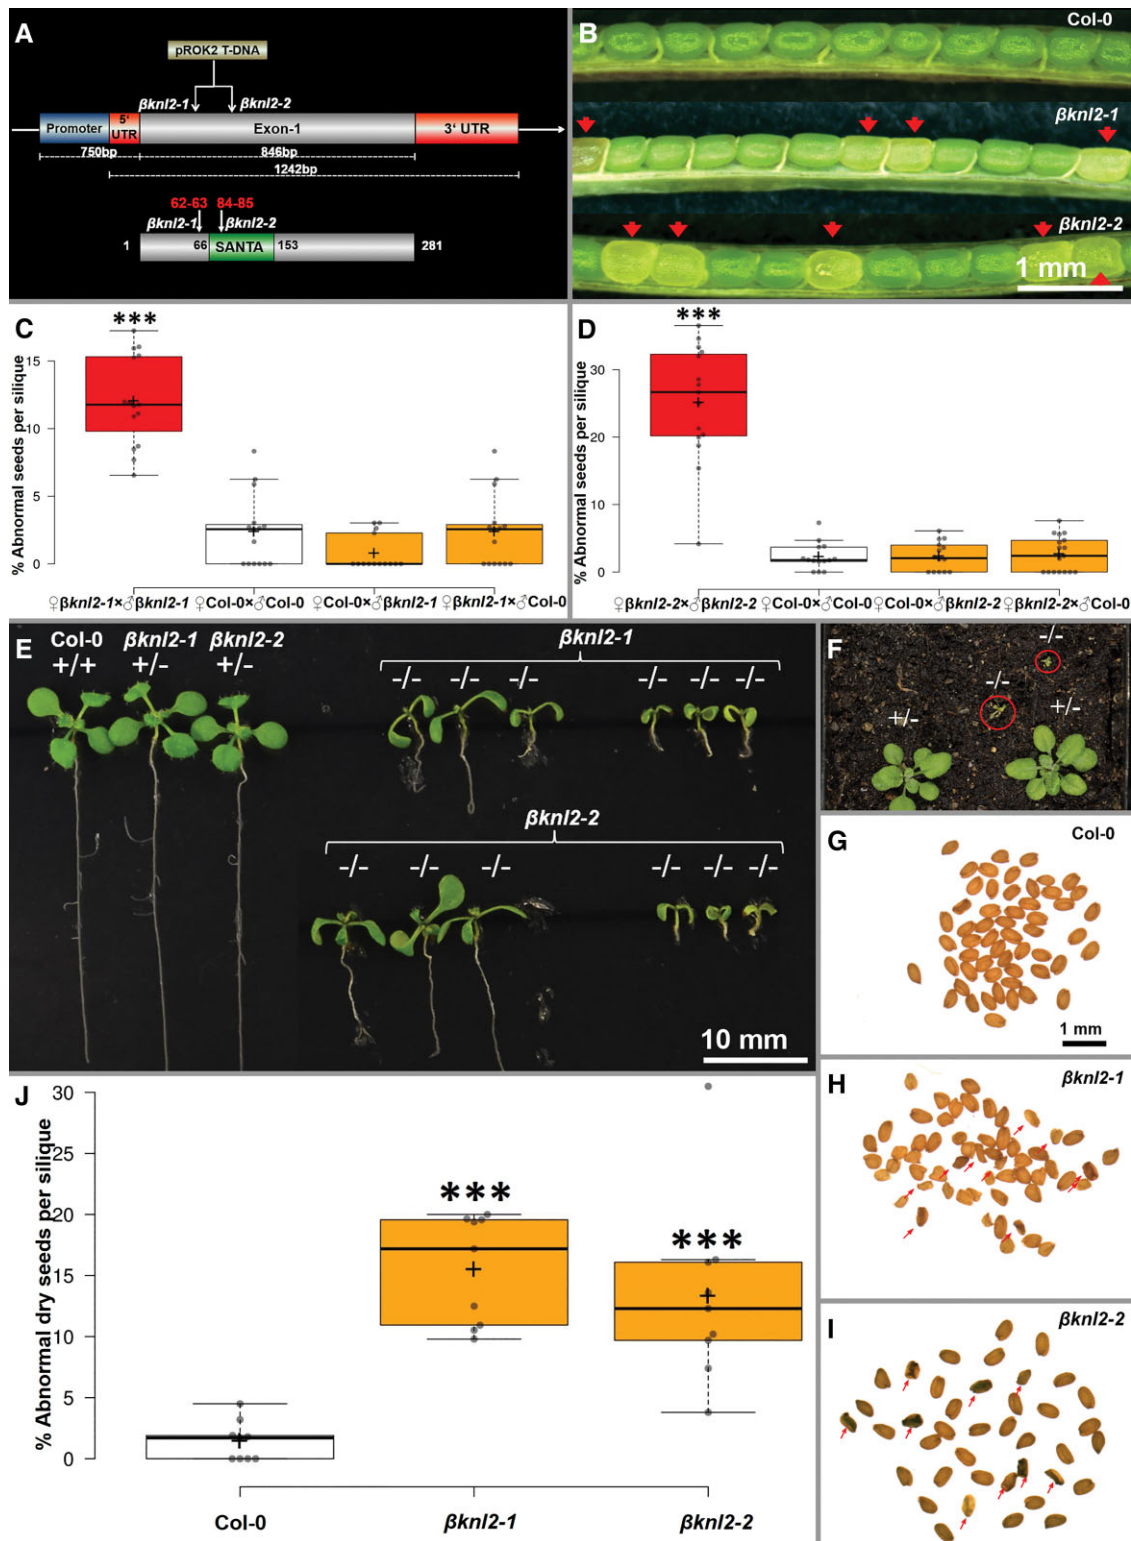 A
pROK2 T-DNA
βknl2-1 βknl2-2
Promoter 5' UTR Exon-1 3' UTR
750bp 846bp
1242bp
62-63 84-85
βknl2-1 βknl2-2
1 66 SANTA 153 281
B
Col-0
βknl2-1
βknl2-2
1 mm
C
***
% Abnormal seeds per silique
15
10
5
0
♀βknl2-1×♂βknl2-1 ♀Col-0×♂Col-0 ♀Col-0×♂βknl2-1 ♀βknl2-1×♂Col-0
D
***
% Abnormal seeds per silique
30
20
10
0
♀βknl2-2×♂βknl2-2 ♀Col-0×♂Col-0 ♀Col-0×♂βknl2-2 ♀βknl2-2×♂Col-0
E
Col-0 βknl2-1 βknl2-2
+/+ +/- +/-
βknl2-1
-/- -/- -/- -/- -/- -/-
βknl2-2
-/- -/- -/- -/- -/- -/-
10 mm
F
-/-
-/-
+/- +/-
G
Col-0
1 mm
H
βknl2-1
I
βknl2-2
J
% Abnormal dry seeds per silique
30
25
20
15
10
5
0
***
***
Col-0 βknl2-1 βknl2-2